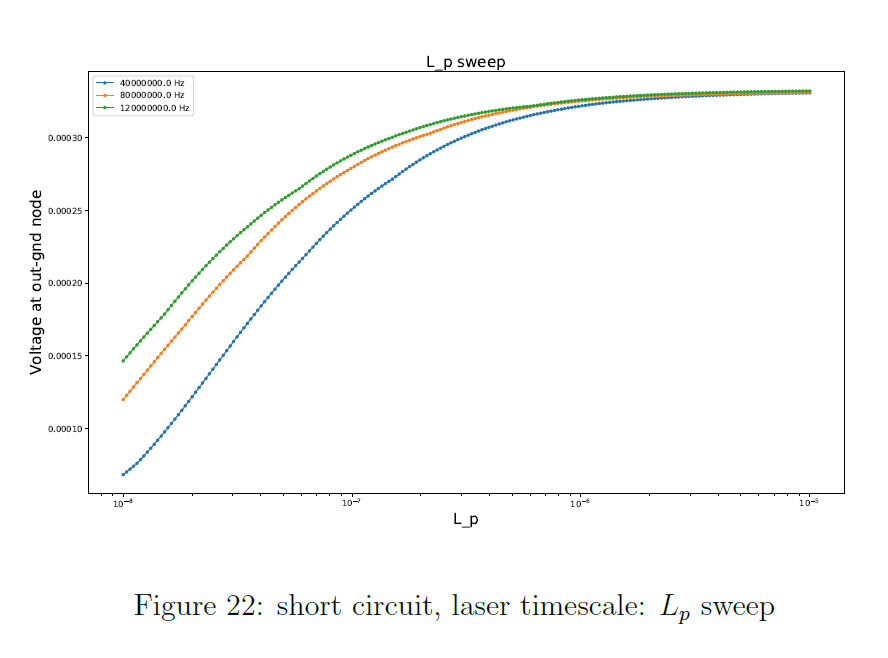 L_p sweep
40000000.0 Hz
80000000.0 Hz
120000000.0 Hz
0.00030
0.00025
0.00020
0.00015
0.00010
Voltage at out-gnd node
10⁻⁸ 10⁻⁷ 10⁻⁶ 10⁻⁵
L_p
Figure 22: short circuit, laser timescale: Lₚ sweep